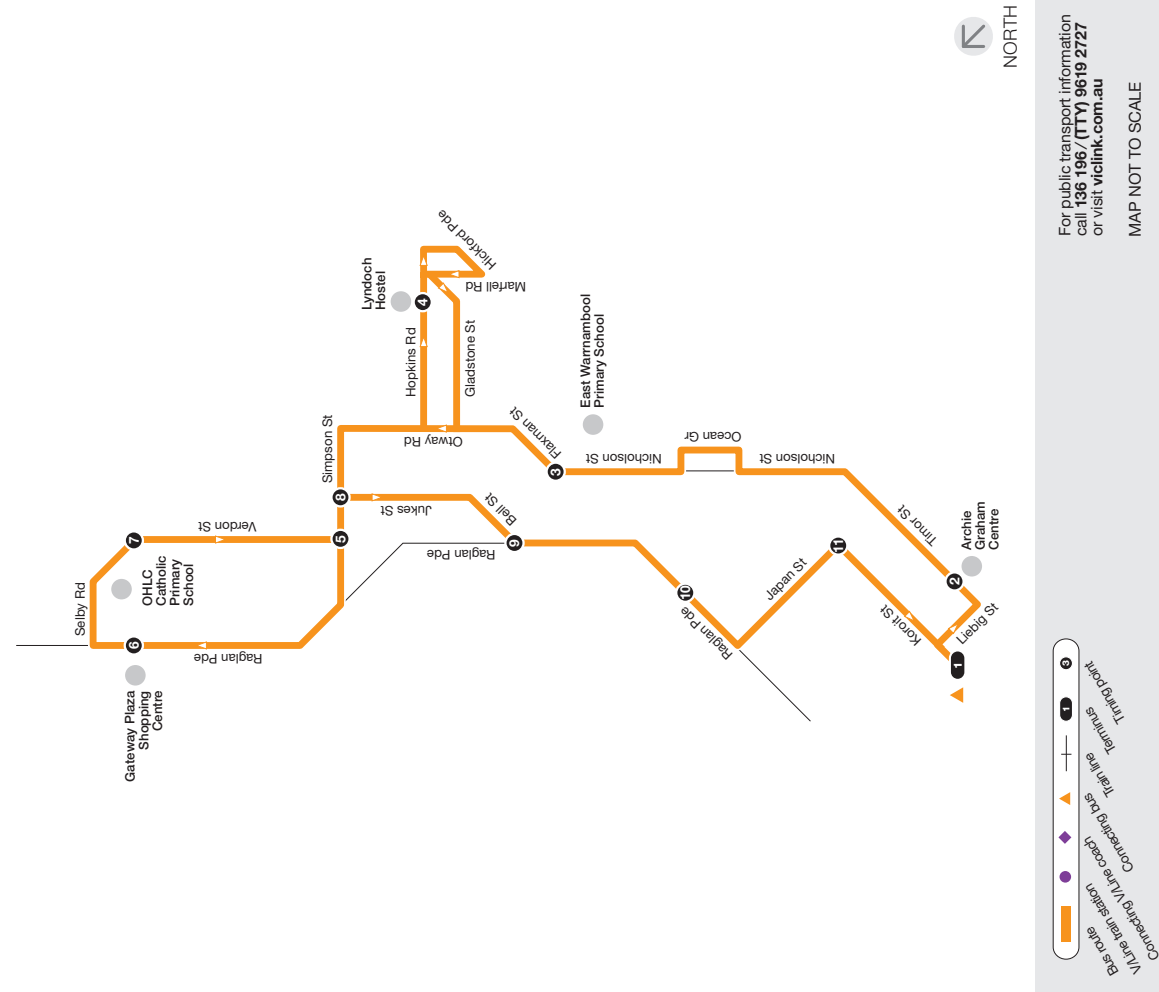 NORTH
For public transport information
call 136 196/(TTY) 9619 2727
or visit viclink.com.au
MAP NOT TO SCALE
Lyndoch
Hostel
4
Hickford Pde
Marfell Rd
Hopkins Rd
Gladstone St
East Warrnambool
Primary School
Simpson St
Otway Rd
Flaxman St
3
Nicholson St
Ocean Gr
Nicholson St
8
Jukes St
Bell St
9
7
Verdon St
5
Raglan Pde
Selby Rd
OHLC
Catholic
Primary
School
6
Raglan Pde
Gateway Plaza
Shopping
Centre
10
Raglan Pde
Japan St
11
Koroit St
Timor St
2
Archie
Graham
Centre
Liebig St
1
Bus route
V/Line train station
Connecting V/Line coach
Connecting bus
Train line
1
Terminus
3
Timing point